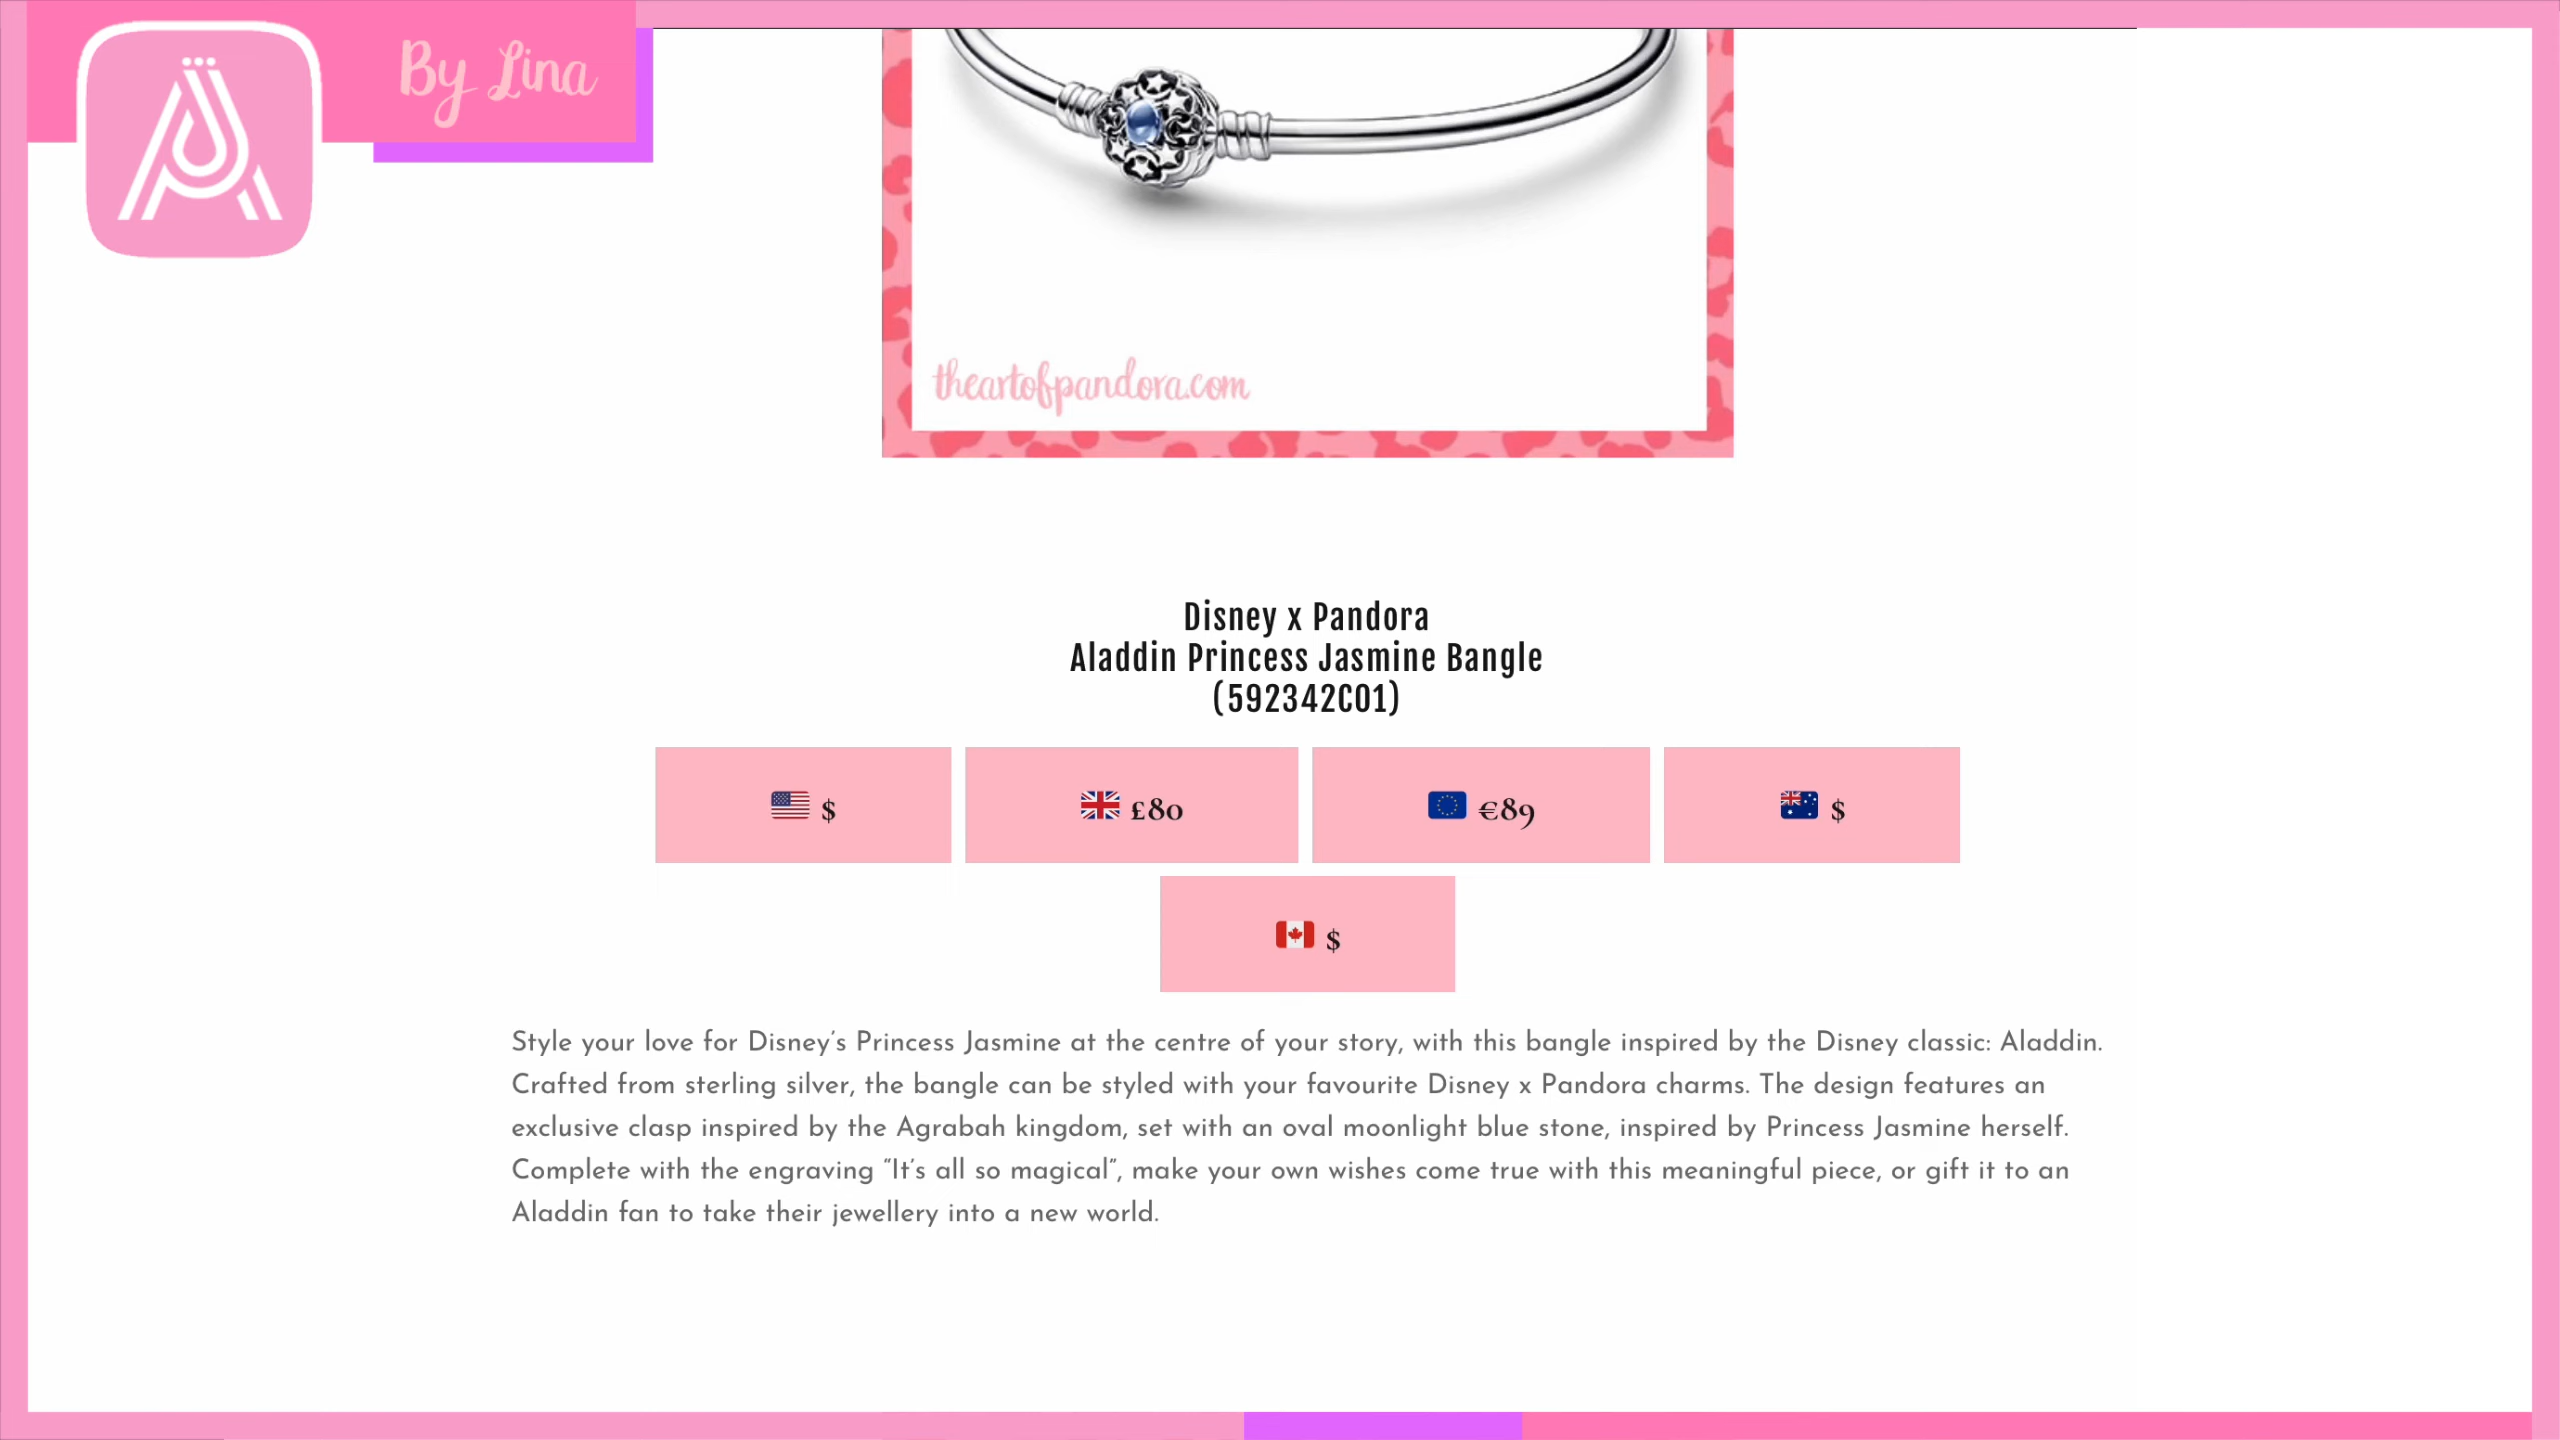 By Lina
theartofpandora.com
Disney x Pandora
Aladdin Princess Jasmine Bangle
(592342C01)
$
£80
€89
$
$
Style your love for Disney’s Princess Jasmine at the centre of your story, with this bangle inspired by the Disney classic: Aladdin.
Crafted from sterling silver, the bangle can be styled with your favourite Disney x Pandora charms. The design features an
exclusive clasp inspired by the Agrabah kingdom, set with an oval moonlight blue stone, inspired by Princess Jasmine herself.
Complete with the engraving “It’s all so magical”, make your own wishes come true with this meaningful piece, or gift it to an
Aladdin fan to take their jewellery into a new world.